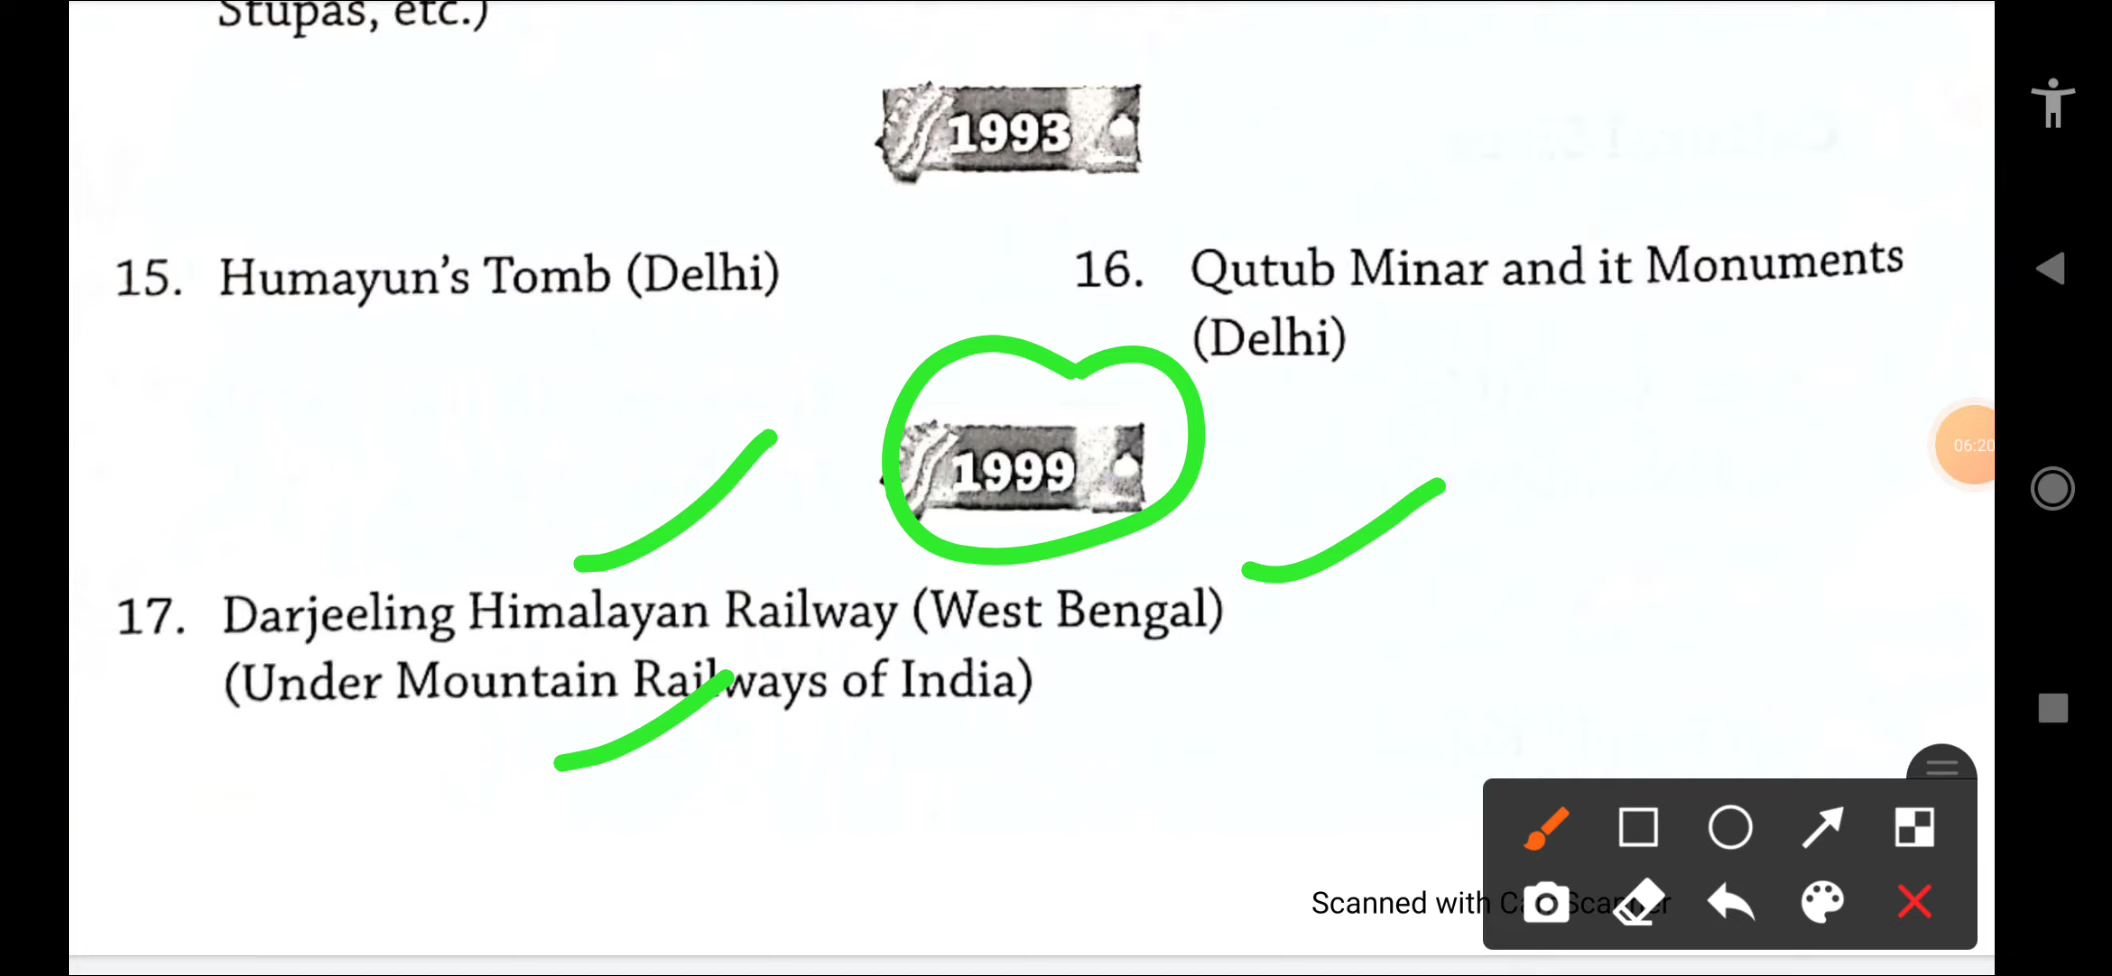 Stupas, etc.)
1993
15. Humayun's Tomb (Delhi)
16. Qutub Minar and it Monuments
(Delhi)
1999
06:20
17. Darjeeling Himalayan Railway (West Bengal)
(Under Mountain Railways of India)
Scanned with